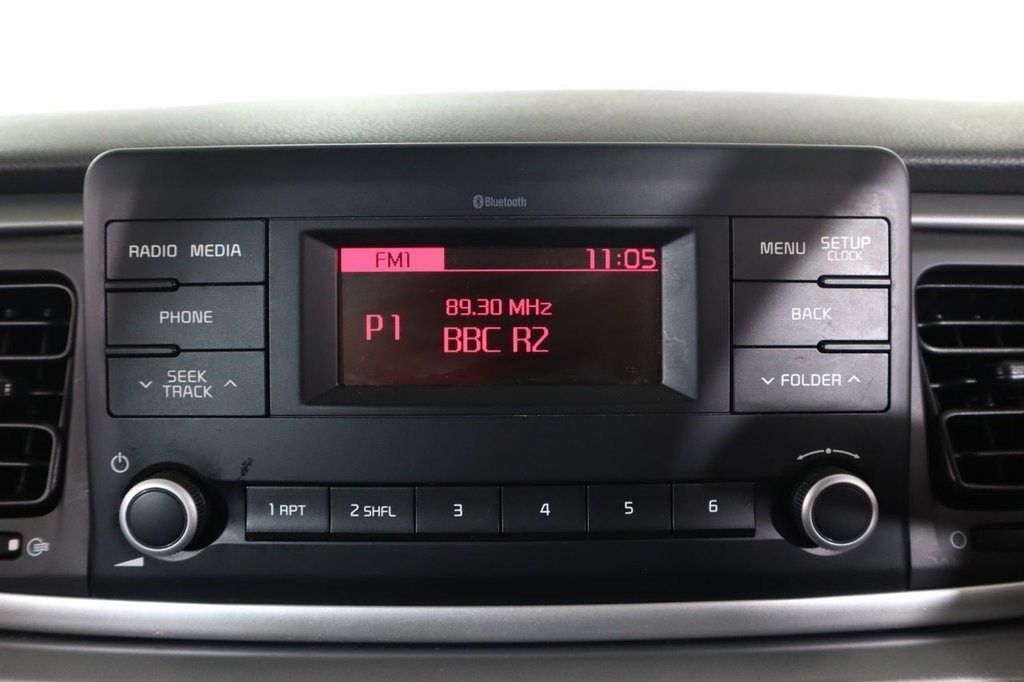 Bluetooth
RADIO MEDIA
PHONE
SEEK
TRACK
FM1 11:05
89.30 MHz
P1
BBC R2
MENU SETUP
CLOCK
BACK
FOLDER
1 RPT 2 SHFL 3 4 5 6